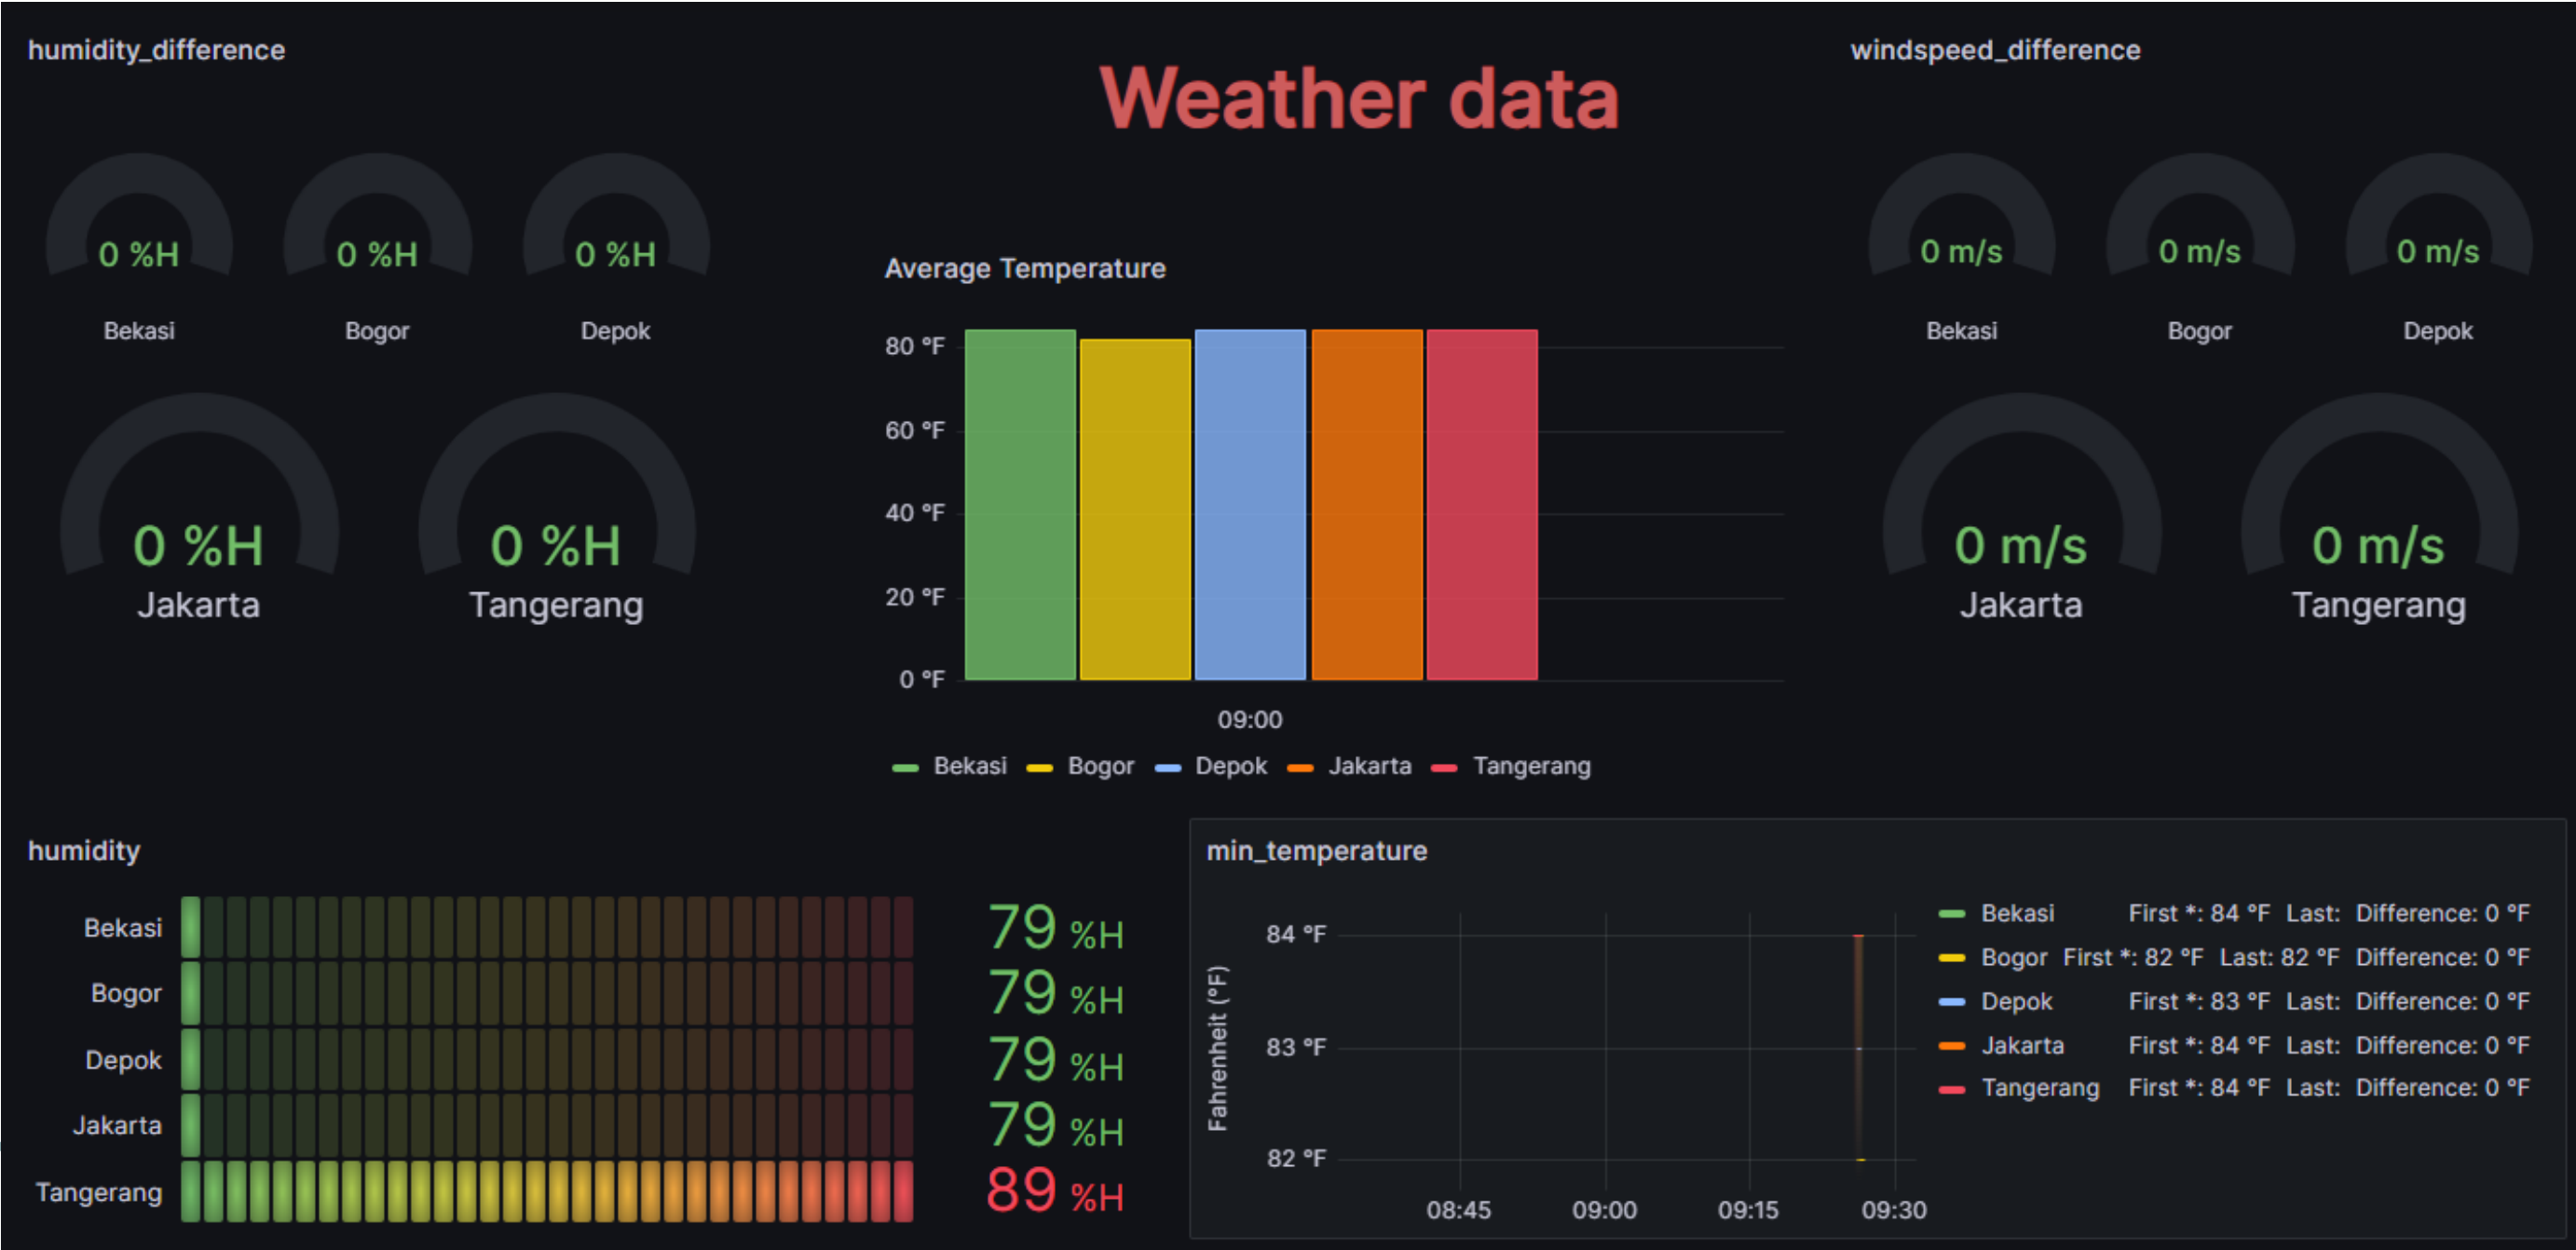 humidity_difference
0 %H
0 %H
0 %H
Bekasi
Bogor
Depok
0 %H
0 %H
Jakarta
Tangerang
Weather data
Average Temperature
80 °F
60 °F
40 °F
20 °F
0 °F
09:00
Bekasi Bogor Depok Jakarta Tangerang
windspeed_difference
0 m/s
0 m/s
0 m/s
Bekasi
Bogor
Depok
0 m/s
0 m/s
Jakarta
Tangerang
humidity
Bekasi 79 %H
Bogor 79 %H
Depok 79 %H
Jakarta 79 %H
Tangerang 89 %H
min_temperature
Fahrenheit (°F)
84 °F
83 °F
82 °F
08:45 09:00 09:15 09:30
Bekasi First *: 84 °F Last: Difference: 0 °F
Bogor First *: 82 °F Last: 82 °F Difference: 0 °F
Depok First *: 83 °F Last: Difference: 0 °F
Jakarta First *: 84 °F Last: Difference: 0 °F
Tangerang First *: 84 °F Last: Difference: 0 °F